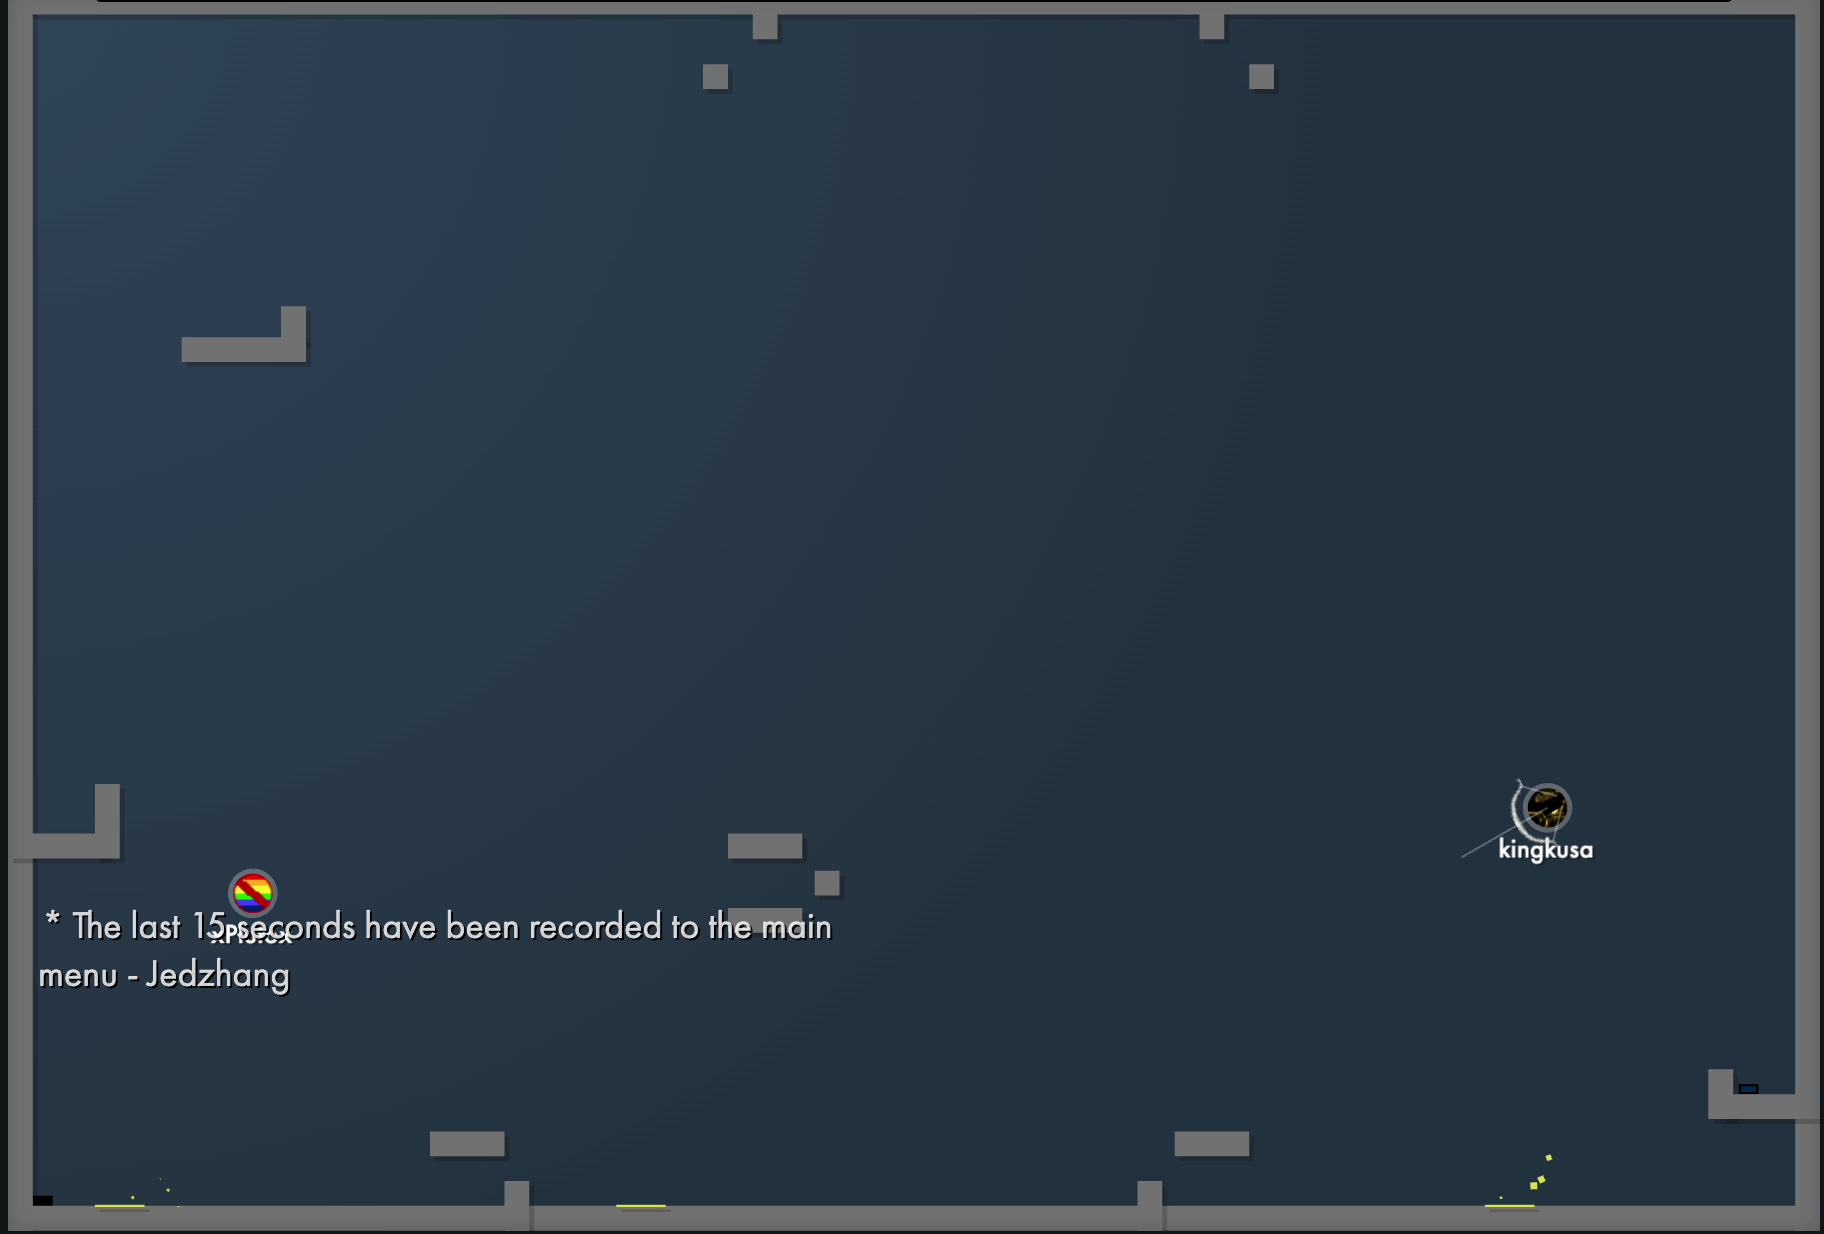 kingkusa
* The last 15 seconds have been recorded to the main
menu - Jedzhang